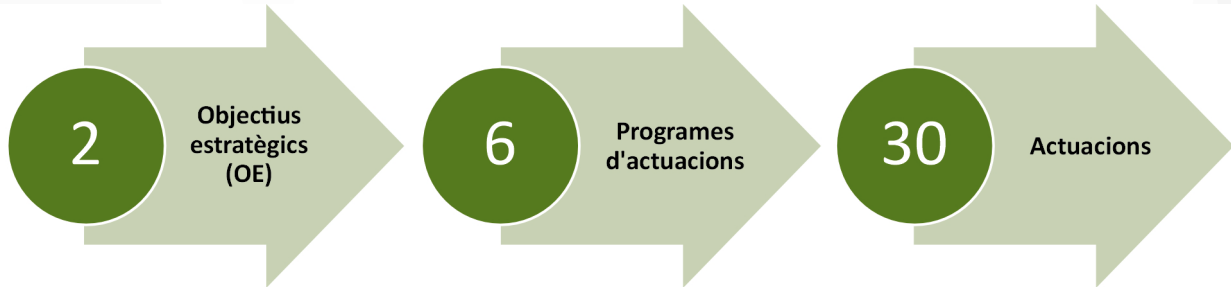 2
Objectius
estratègics
(OE)
6
Programes
d'actuacions
30
Actuacions